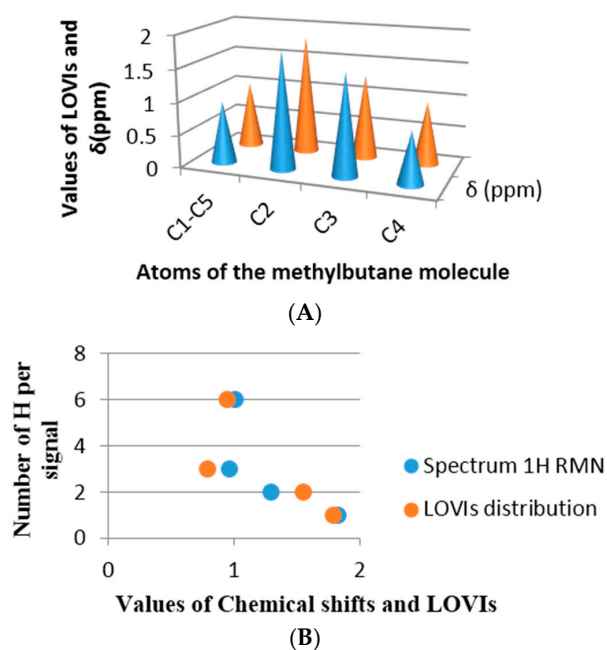 2
1.5
1
0.5
0
Values of LOVIs and
δ(ppm)
C1-C5
C2
C3
C4
δ (ppm)
Atoms of the methylbutane molecule
(A)
8
6
4
2
0
Number of H per
signal
0 1 2
Spectrum 1H RMN
LOVIs distribution
Values of Chemical shifts and LOVIs
(B)